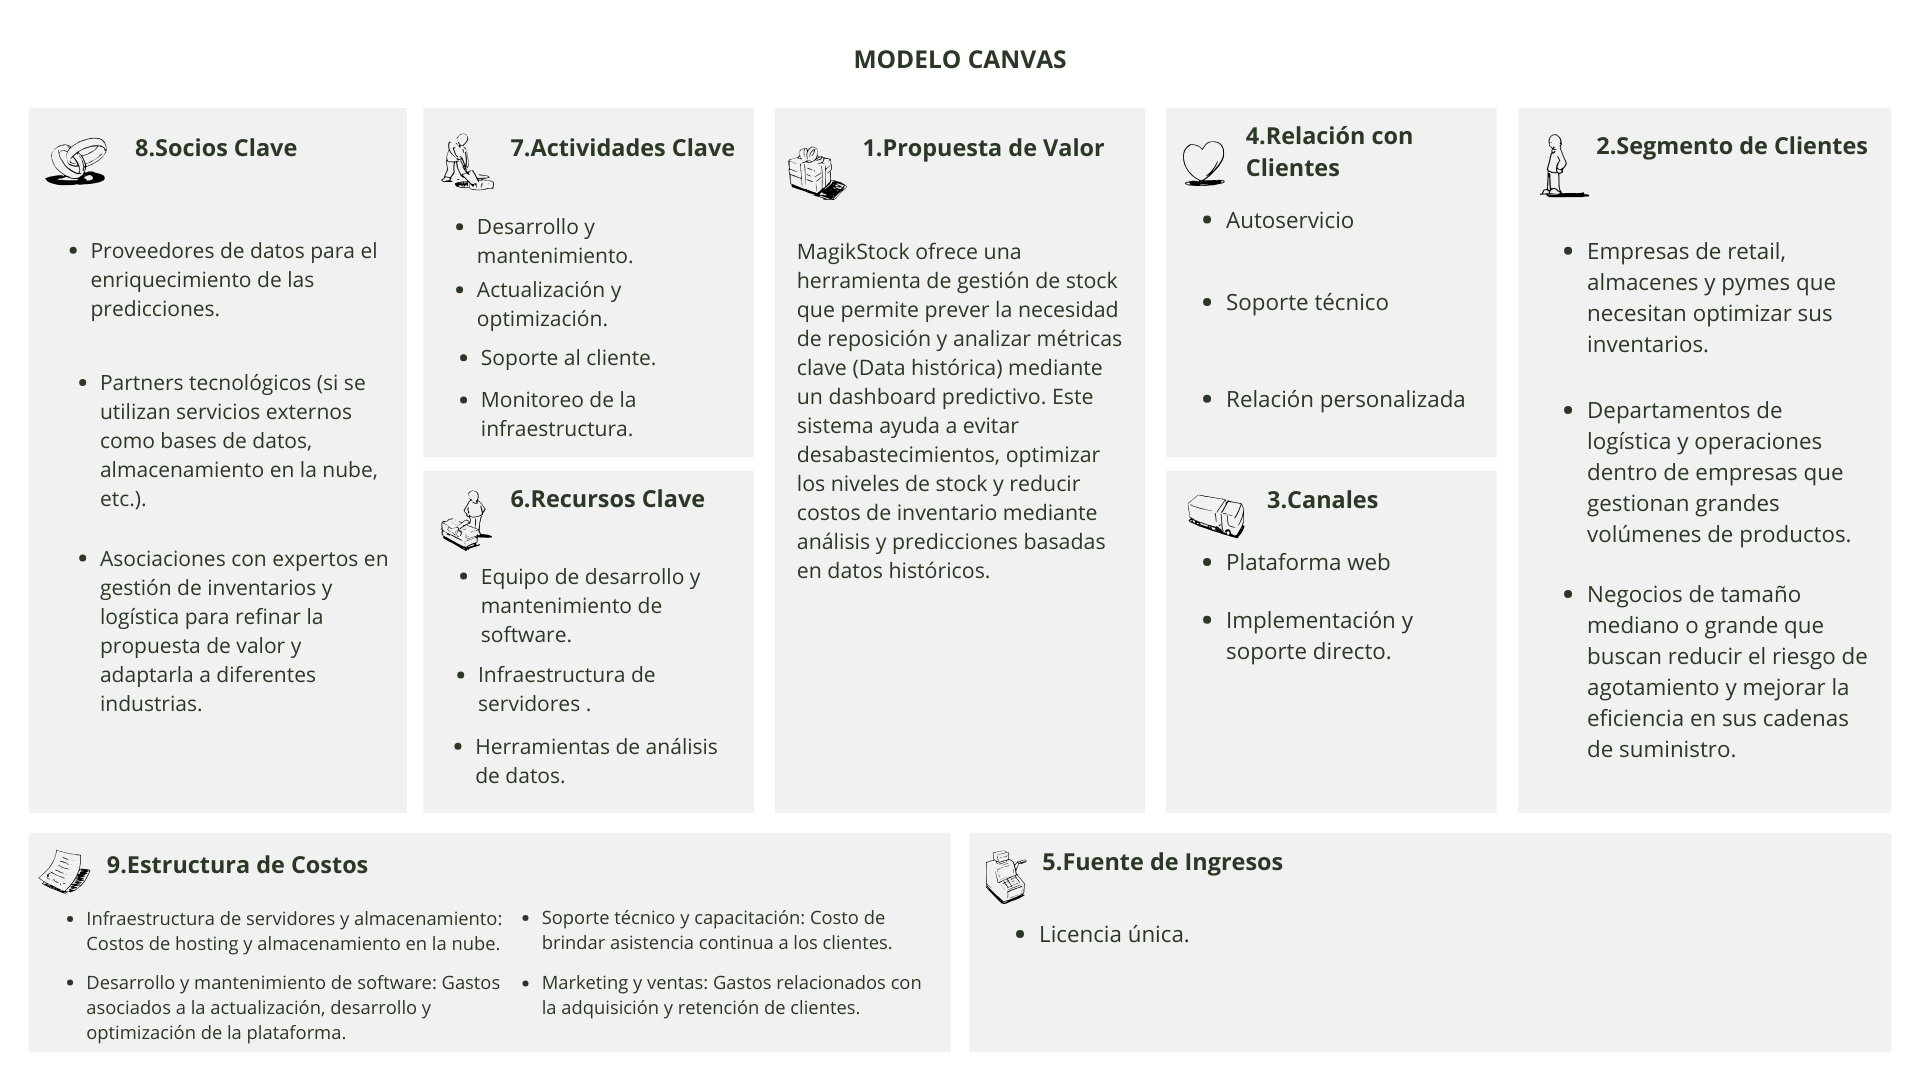 MODELO CANVAS
8.Socios Clave
Proveedores de datos para el
enriquecimiento de las
predicciones.
Partners tecnológicos (si se
utilizan servicios externos
como bases de datos,
almacenamiento en la nube,
etc.).
Asociaciones con expertos en
gestión de inventarios y
logística para refinar la
propuesta de valor y
adaptarla a diferentes
industrias.
7.Actividades Clave
Desarrollo y
mantenimiento.
Actualización y
optimización.
Soporte al cliente.
Monitoreo de la
infraestructura.
6.Recursos Clave
Equipo de desarrollo y
mantenimiento de
software.
Infraestructura de
servidores .
Herramientas de análisis
de datos.
1.Propuesta de Valor
MagikStock ofrece una
herramienta de gestión de stock
que permite prever la necesidad
de reposición y analizar métricas
clave (Data histórica) mediante
un dashboard predictivo. Este
sistema ayuda a evitar
desabastecimientos, optimizar
los niveles de stock y reducir
costos de inventario mediante
análisis y predicciones basadas
en datos históricos.
4.Relación con
Clientes
Autoservicio
Soporte técnico
Relación personalizada
3.Canales
Plataforma web
Implementación y
soporte directo.
2.Segmento de Clientes
Empresas de retail,
almacenes y pymes que
necesitan optimizar sus
inventarios.
Departamentos de
logística y operaciones
dentro de empresas que
gestionan grandes
volúmenes de productos.
Negocios de tamaño
mediano o grande que
buscan reducir el riesgo de
agotamiento y mejorar la
eficiencia en sus cadenas
de suministro.
9.Estructura de Costos
Infraestructura de servidores y almacenamiento:
Costos de hosting y almacenamiento en la nube.
Desarrollo y mantenimiento de software: Gastos
asociados a la actualización, desarrollo y
optimización de la plataforma.
Soporte técnico y capacitación: Costo de
brindar asistencia continua a los clientes.
Marketing y ventas: Gastos relacionados con
la adquisición y retención de clientes.
5.Fuente de Ingresos
Licencia única.